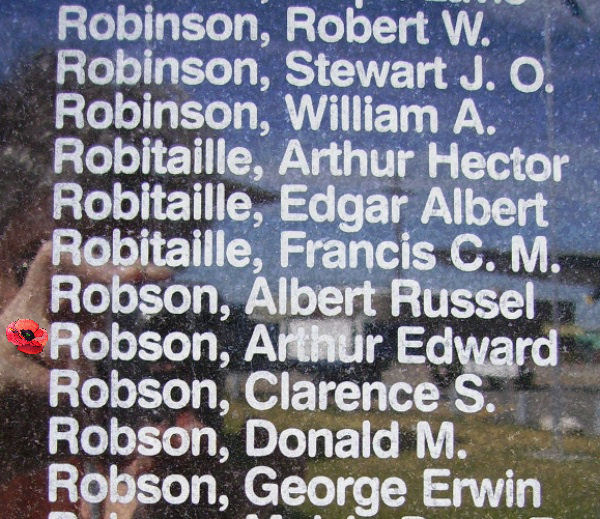 Robinson, Robert W.
Robinson, Stewart J. O.
Robinson, William A.
Robitaille, Arthur Hector
Robitaille, Edgar Albert
Robitaille, Francis C. M.
Robson, Albert Russel
Robson, Arthur Edward
Robson, Clarence S.
Robson, Donald M.
Robson, George Erwin